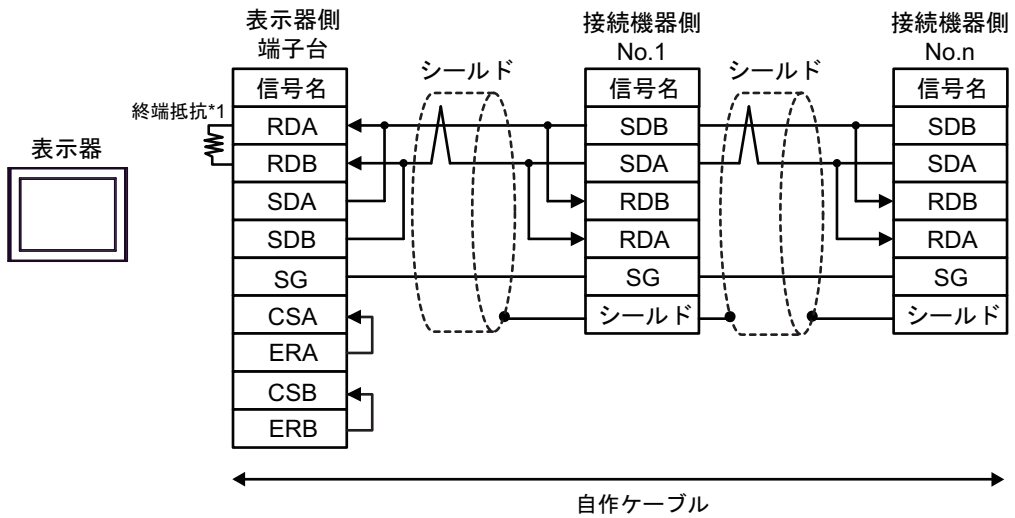 表示器側
端子台
接続機器側
No.1
接続機器側
No.n
シールド
シールド
終端抵抗*1
表示器
信号名
RDA
RDB
SDA
SDB
SG
CSA
ERA
CSB
ERB
信号名
SDB
SDA
RDB
RDA
SG
シールド
信号名
SDB
SDA
RDB
RDA
SG
シールド
自作ケーブル